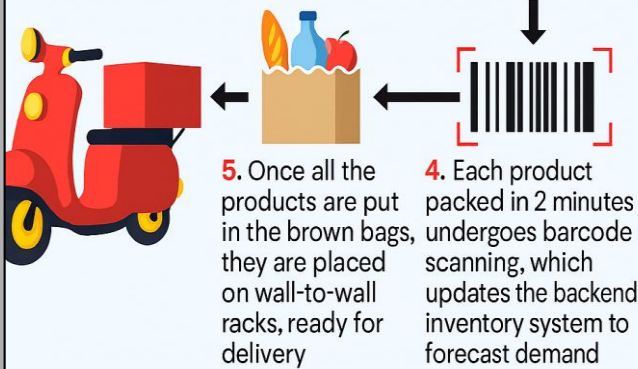 5. Once all the
products are put
in the brown bags,
they are placed
on wall-to-wall
racks, ready for
delivery
4. Each product
packed in 2 minutes
undergoes barcode
scanning, which
updates the backend
inventory system to
forecast demand